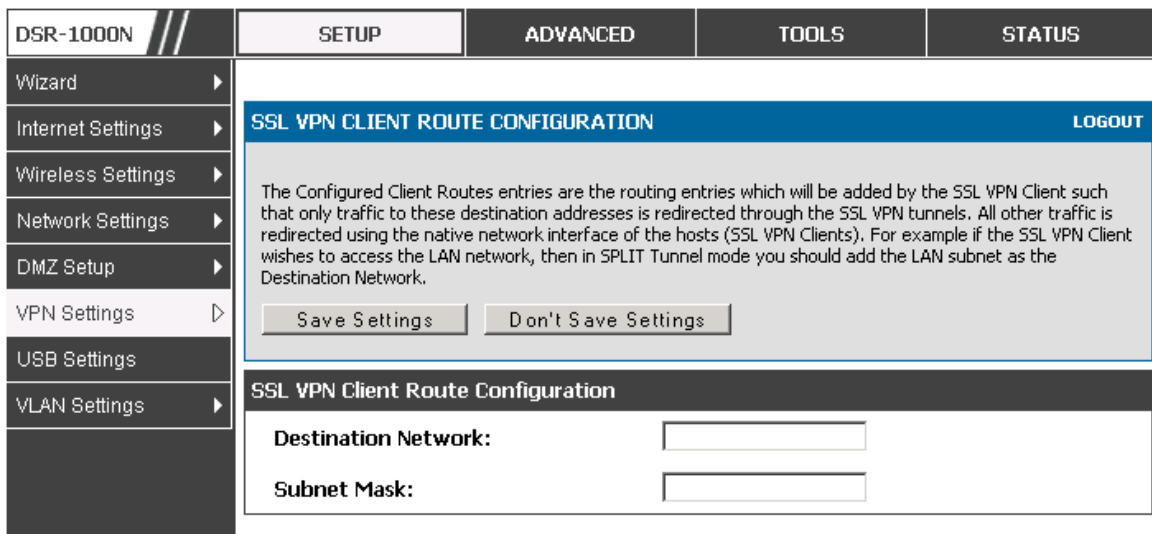 DSR-1000N
SETUP
ADVANCED
TOOLS
STATUS
Wizard
Internet Settings
Wireless Settings
Network Settings
DMZ Setup
VPN Settings
USB Settings
VLAN Settings
SSL VPN CLIENT ROUTE CONFIGURATION
LOGOUT
The Configured Client Routes entries are the routing entries which will be added by the SSL VPN Client such
that only traffic to these destination addresses is redirected through the SSL VPN tunnels. All other traffic is
redirected using the native network interface of the hosts (SSL VPN Clients). For example if the SSL VPN Client
wishes to access the LAN network, then in SPLIT Tunnel mode you should add the LAN subnet as the
Destination Network.
Save Settings
Don't Save Settings
SSL VPN Client Route Configuration
Destination Network:
Subnet Mask: